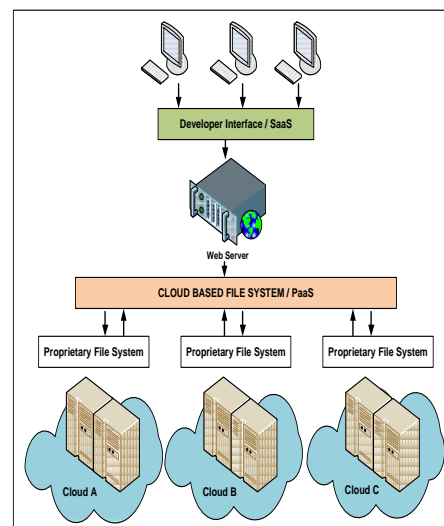 Developer Interface / SaaS
Web Server
CLOUD BASED FILE SYSTEM / PaaS
Proprietary File System
Proprietary File System
Proprietary File System
Cloud A
Cloud B
Cloud C